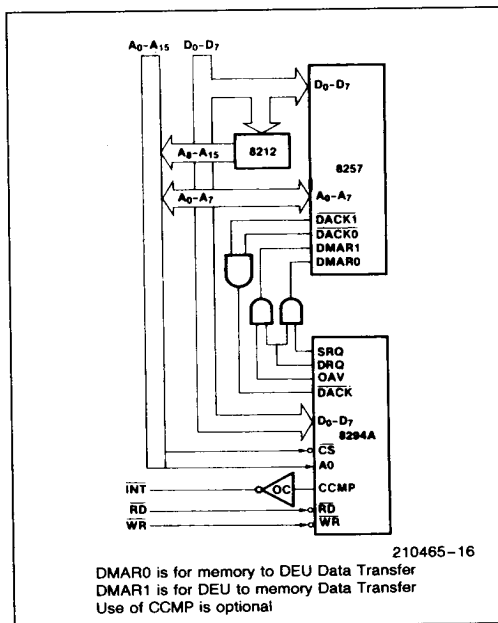 A₀-A₁₅ D₀-D₇
D₀-D₇
8212
A₈-A₁₅
8257
A₀-A₇
A₀-A₇
DACK1
DACK0
DMAR1
DMAR0
SRQ
DRQ
OAV
DACK
D₀-D₇
8294A
CS
A0
INT
OC
CCMP
RD
RD
WR
WR
210465-16
DMAR0 is for memory to DEU Data Transfer
DMAR1 is for DEU to memory Data Transfer
Use of CCMP is optional